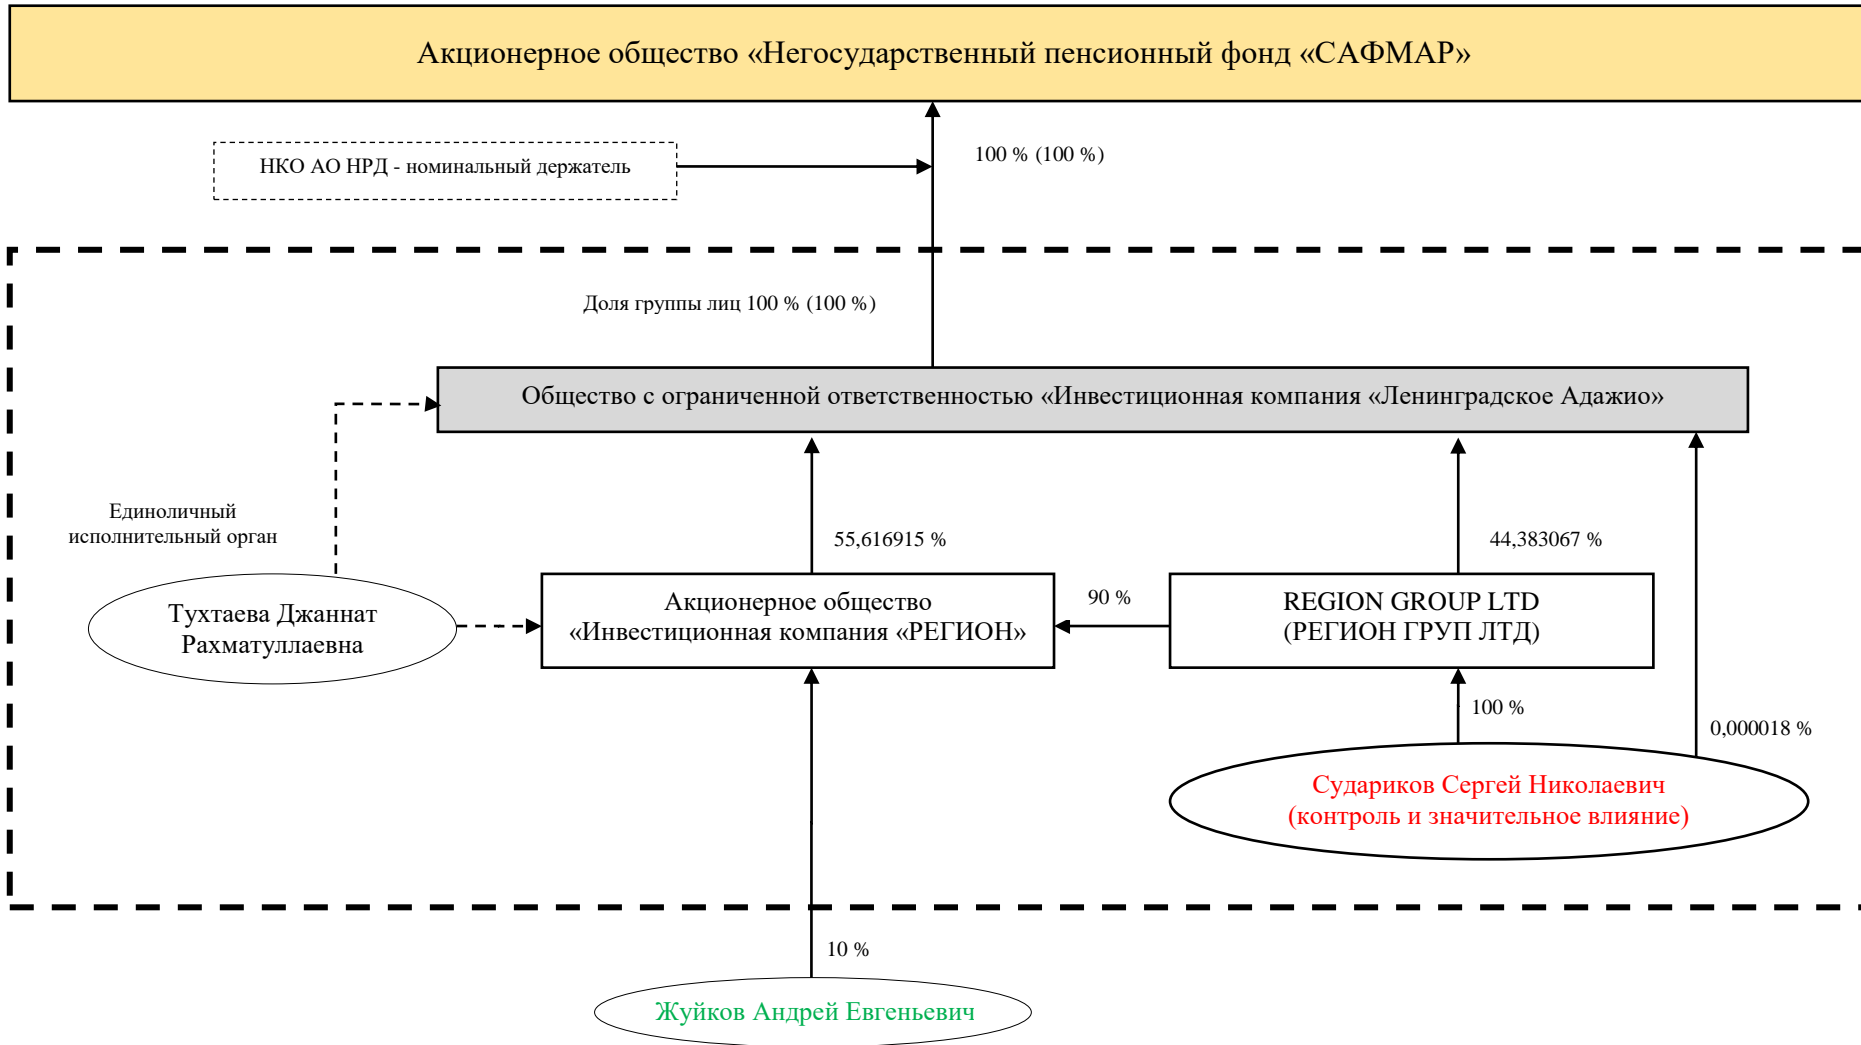 Акционерное общество «Негосударственный пенсионный фонд «САФМАР»
НКО АО НРД - номинальный держатель
100 % (100 %)
Доля группы лиц 100 % (100 %)
Общество с ограниченной ответственностью «Инвестиционная компания «Ленинградское Адажио»
Единоличный
исполнительный орган
55,616915 %
44,383067 %
Тухтаева Джаннат
Рахматуллаевна
Акционерное общество
«Инвестиционная компания «РЕГИОН»
90 %
REGION GROUP LTD
(РЕГИОН ГРУП ЛТД)
100 %
0,000018 %
Судариков Сергей Николаевич
(контроль и значительное влияние)
10 %
Жуйков Андрей Евгеньевич